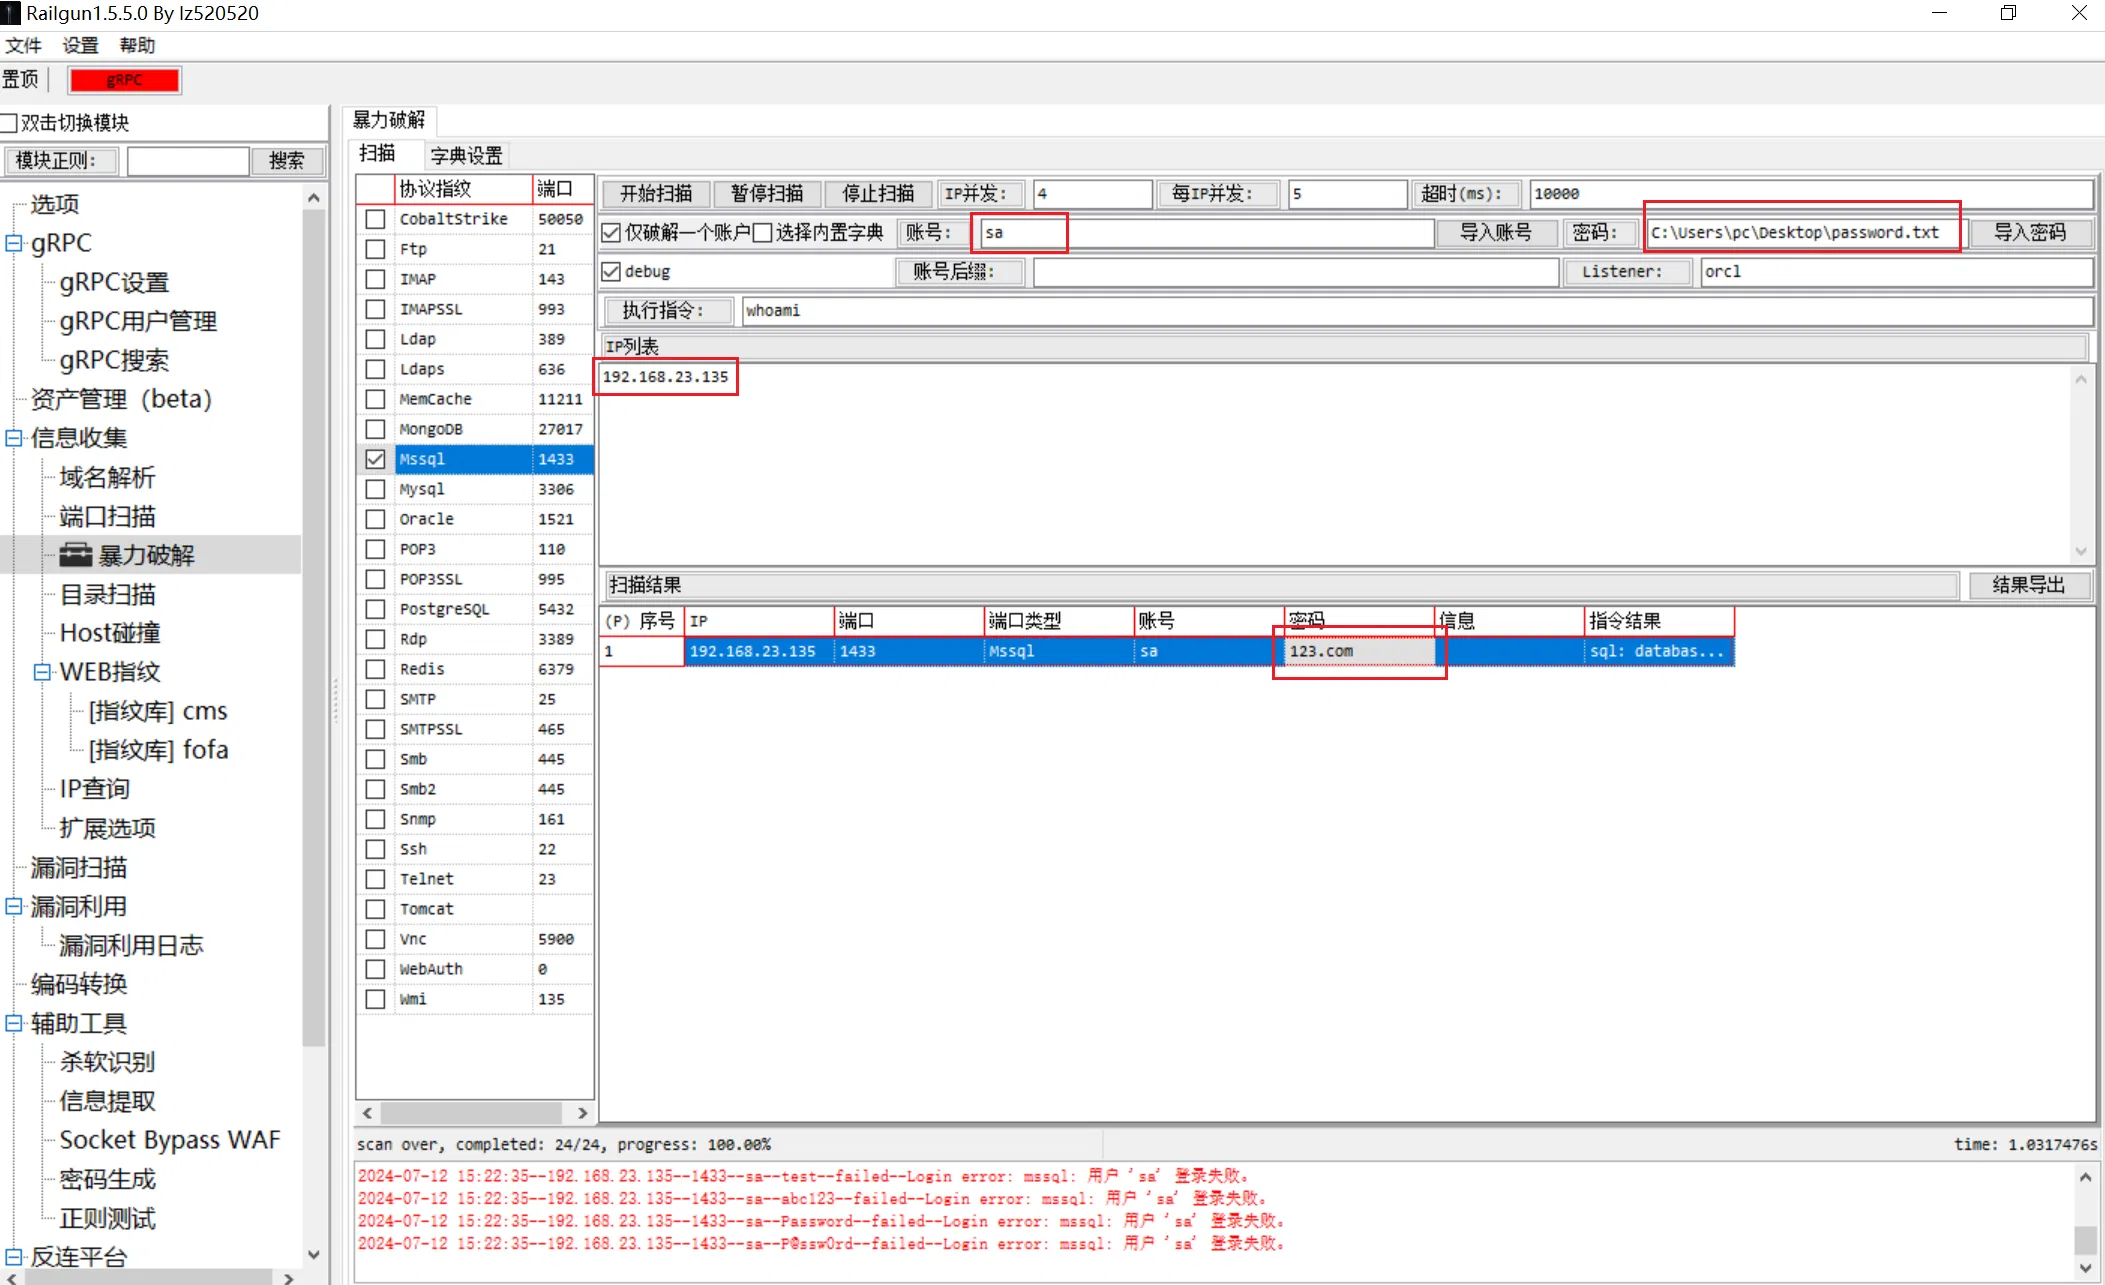 Railgun1.5.5.0 By lz520520
文件 设置 帮助
置顶 gRPC
双击切换模块
模块正则: 搜索
选项
gRPC
gRPC设置
gRPC用户管理
gRPC搜索
资产管理（beta）
信息收集
域名解析
端口扫描
暴力破解
目录扫描
Host碰撞
WEB指纹
[指纹库] cms
[指纹库] fofa
IP查询
扩展选项
漏洞扫描
漏洞利用
漏洞利用日志
编码转换
辅助工具
杀软识别
信息提取
Socket Bypass WAF
密码生成
正则测试
反连平台
暴力破解
扫描 字典设置
协议指纹 端口
CobaltStrike 50050
Ftp 21
IMAP 143
IMAPSSL 993
Ldap 389
Ldaps 636
MemCache 11211
MongoDB 27017
Mssql 1433
Mysql 3306
Oracle 1521
POP3 110
POP3SSL 995
PostgreSQL 5432
Rdp 3389
Redis 6379
SMTP 25
SMTPSSL 465
Smb 445
Smb2 445
Snmp 161
Ssh 22
Telnet 23
Tomcat
Vnc 5900
WebAuth 0
Wmi 135
开始扫描 暂停扫描 停止扫描 IP并发: 4 每IP并发: 5 超时(ms): 10000
仅破解一个账户 选择内置字典 账号: sa 导入账号 密码: C:\Users\pc\Desktop\password.txt 导入密码
debug 账号后缀: Listener: orcl
执行指令: whoami
IP列表
192.168.23.135
扫描结果 结果导出
(P) 序号 IP 端口 端口类型 账号 密码 信息 指令结果
1 192.168.23.135 1433 Mssql sa 123.com sql: databas...
scan over, completed: 24/24, progress: 100.00% time: 1.0317476s
2024-07-12 15:22:35--192.168.23.135--1433--sa--test--failed--Login error: mssql: 用户 'sa' 登录失败。
2024-07-12 15:22:35--192.168.23.135--1433--sa--abc123--failed--Login error: mssql: 用户 'sa' 登录失败。
2024-07-12 15:22:35--192.168.23.135--1433--sa--Password--failed--Login error: mssql: 用户 'sa' 登录失败。
2024-07-12 15:22:35--192.168.23.135--1433--sa--P@ssw0rd--failed--Login error: mssql: 用户 'sa' 登录失败。